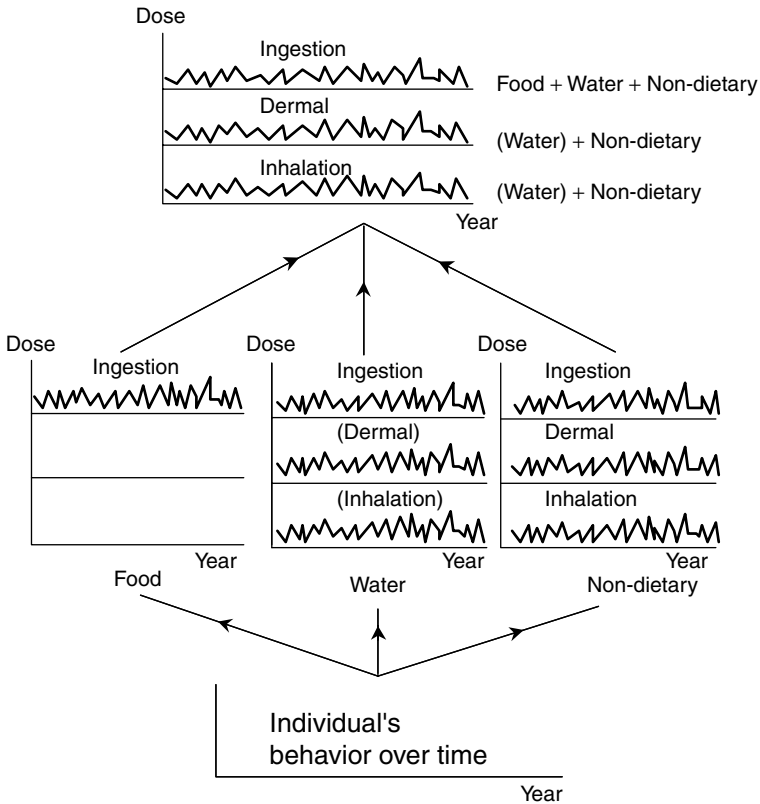 Dose
Ingestion
Food + Water + Non-dietary
Dermal
(Water) + Non-dietary
Inhalation
(Water) + Non-dietary
Year
Dose
Ingestion
Year
Food
Dose
Ingestion
(Dermal)
(Inhalation)
Year
Water
Dose
Ingestion
Dermal
Inhalation
Year
Non-dietary
Individual's
behavior over time
Year